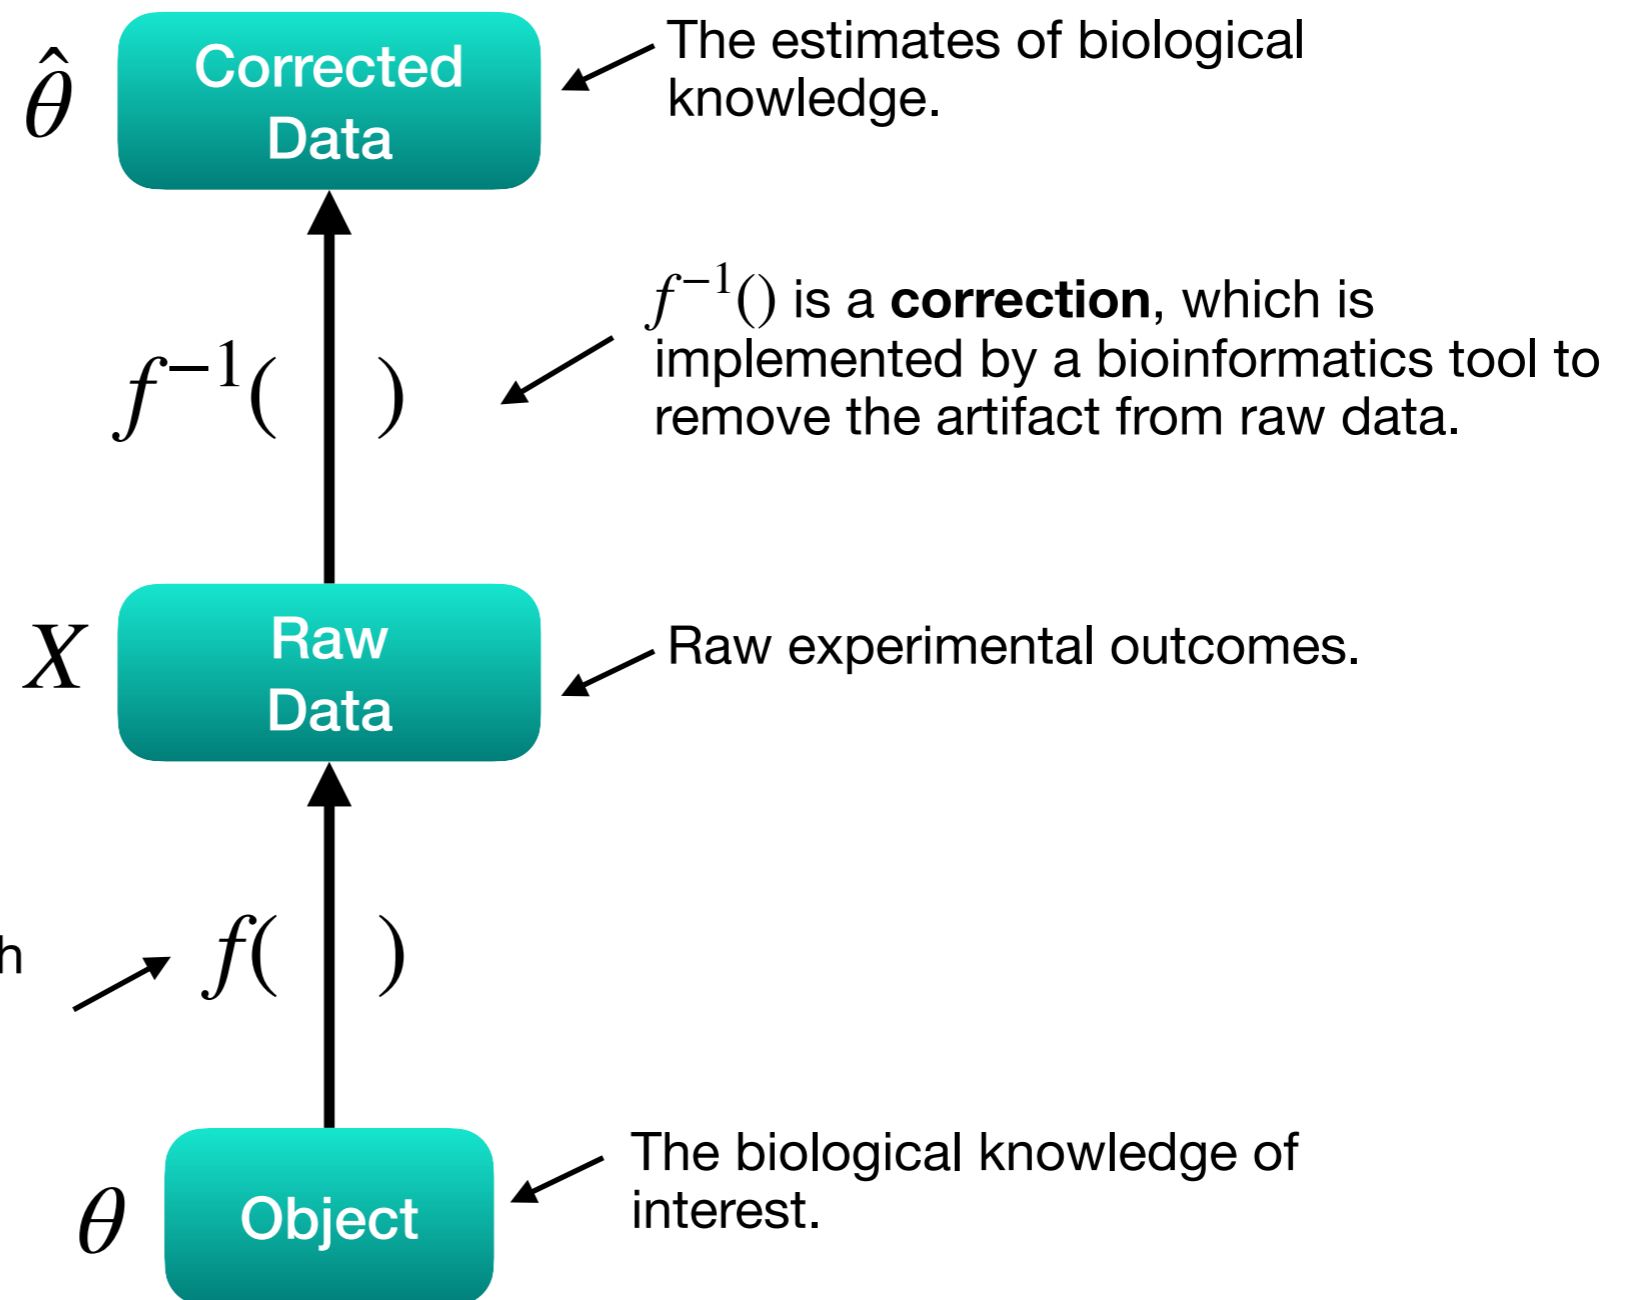 θ̂
Corrected
Data
The estimates of biological
knowledge.
f⁻¹( )
f⁻¹() is a correction, which is
implemented by a bioinformatics tool to
remove the artifact from raw data.
X
Raw
Data
Raw experimental outcomes.
h
f( )
θ
Object
The biological knowledge of
interest.